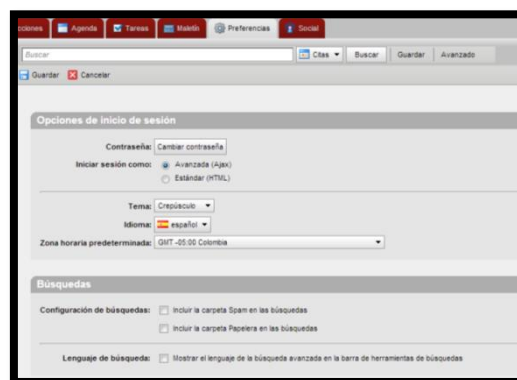 cciones Agenda Tareas Maletín Preferencias Social
Buscar Citas Buscar Guardar Avanzado
Guardar Cancelar
Opciones de inicio de sesión
Contraseña: Cambiar contraseña
Iniciar sesión como: Avanzada (Ajax)
Estándar (HTML)
Tema: Crepúsculo
Idioma: español
Zona horaria predeterminada: GMT -05:00 Colombia
Búsquedas
Configuración de búsquedas: Incluir la carpeta Spam en las búsquedas
Incluir la carpeta Papelera en las búsquedas
Lenguaje de búsqueda: Mostrar el lenguaje de la búsqueda avanzada en la barra de herramientas de búsquedas